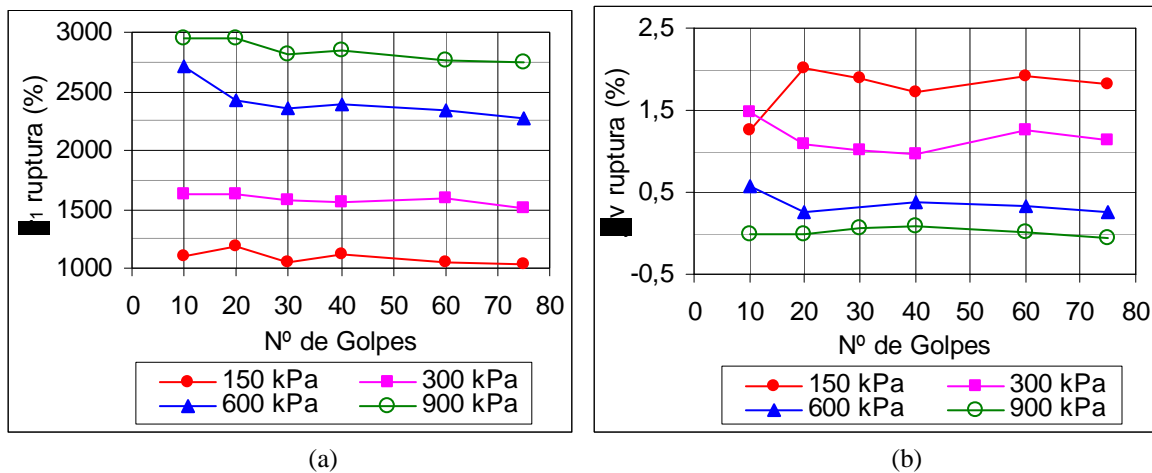 3000
2500
2000
1500
1000
ruptura (%)
0 10 20 30 40 50 60 70 80
Nº de Golpes
150 kPa 300 kPa
600 kPa 900 kPa
(a)
2,5
1,5
0,5
-0,5
v ruptura (%)
0 10 20 30 40 50 60 70 80
Nº de Golpes
150 kPa 300 kPa
600 kPa 900 kPa
(b)